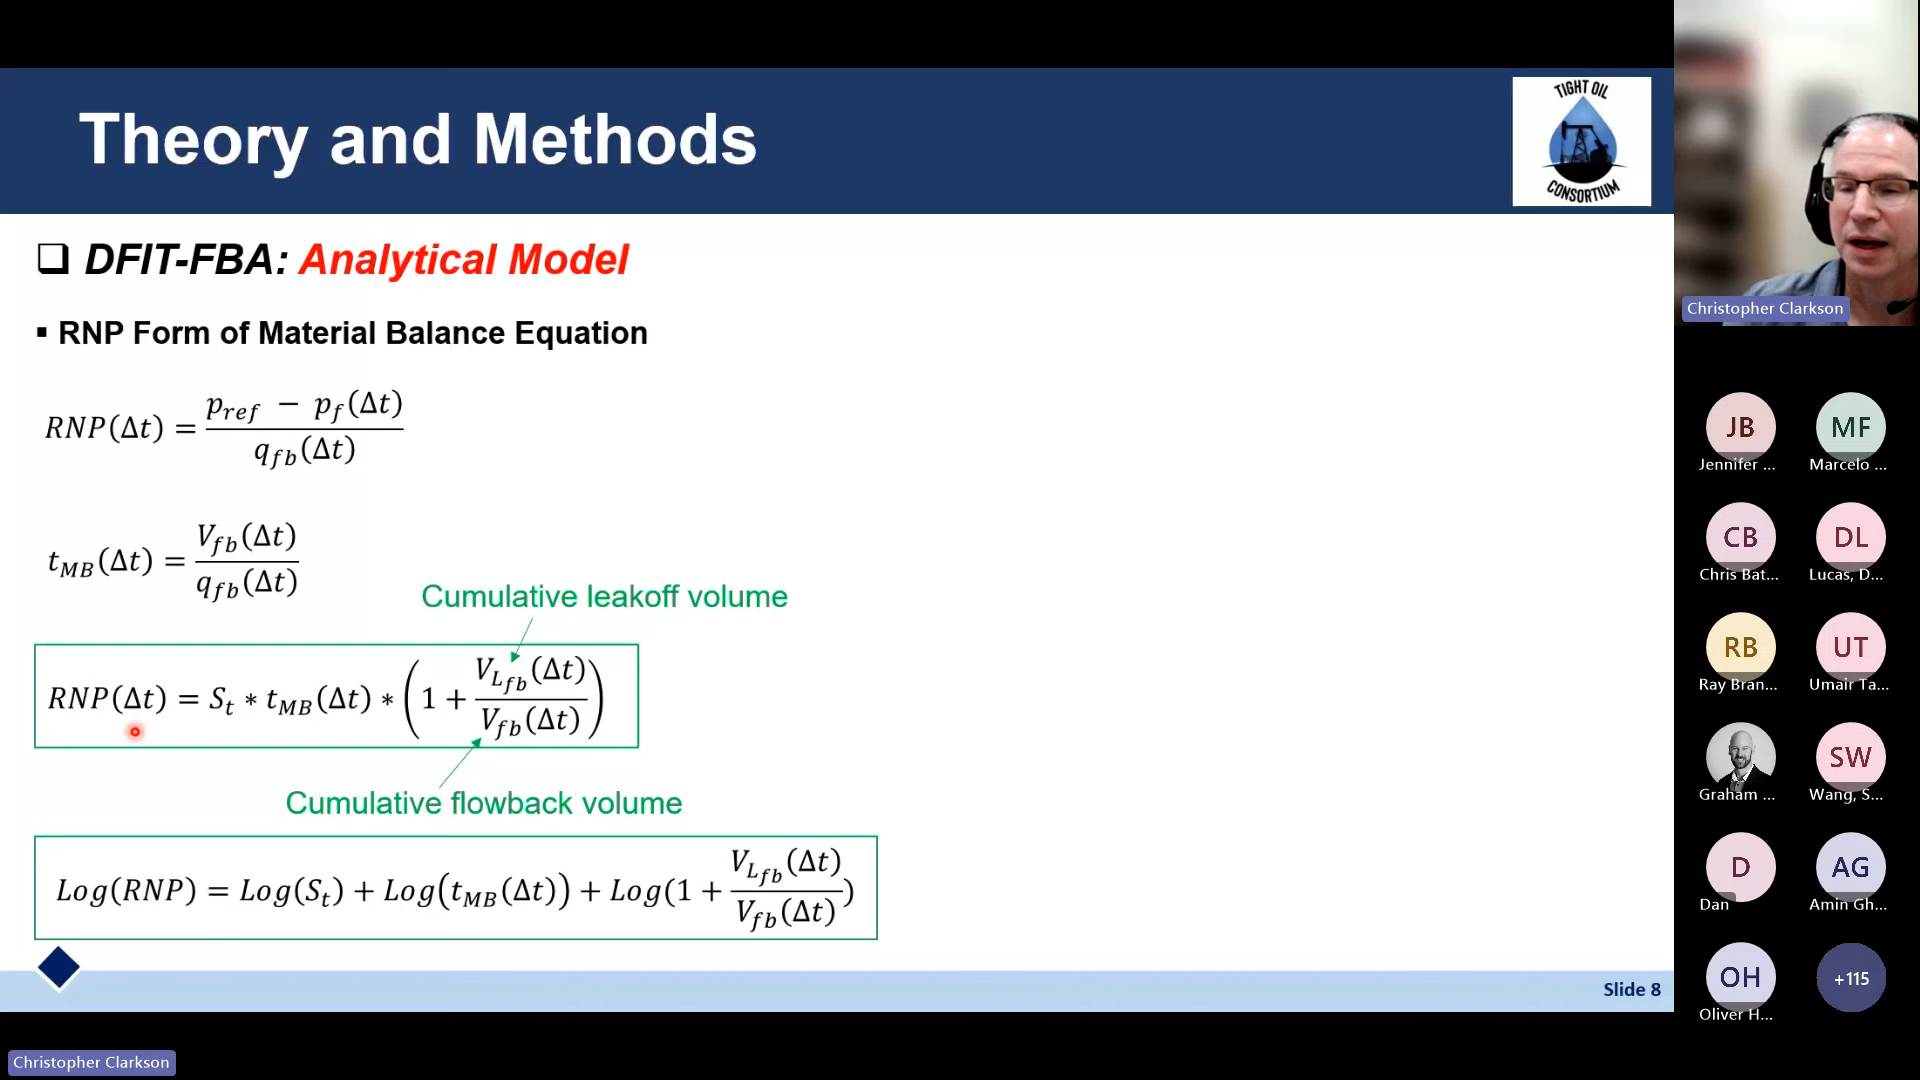 Theory and Methods
TIGHT OIL
CONSORTIUM
❑ DFIT-FBA: Analytical Model
▪ RNP Form of Material Balance Equation
RNP(Δt) = (p_ref − p_f(Δt)) / q_fb(Δt)
t_MB(Δt) = V_fb(Δt) / q_fb(Δt)
Cumulative leakoff volume
RNP(Δt) = S_t ∗ t_MB(Δt) ∗ (1 + V_Lfb(Δt) / V_fb(Δt))
Cumulative flowback volume
Log(RNP) = Log(S_t) + Log(t_MB(Δt)) + Log(1 + V_Lfb(Δt) / V_fb(Δt))
Slide 8
Christopher Clarkson
Christopher Clarkson
JB
Jennifer ...
MF
Marcelo ...
CB
Chris Bat...
DL
Lucas, D...
RB
Ray Bran...
UT
Umair Ta...
Graham ...
SW
Wang, S...
D
Dan
AG
Amin Gh...
OH
Oliver H...
+115